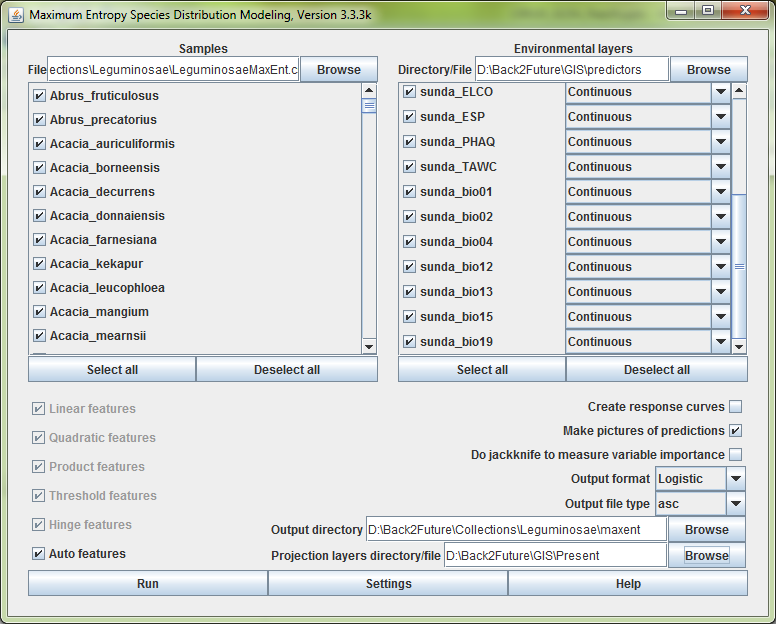 Maximum Entropy Species Distribution Modeling, Version 3.3.3k
Samples
File ections\Leguminosae\LeguminosaeMaxEnt.c Browse
Abrus_fruticulosus
Abrus_precatorius
Acacia_auriculiformis
Acacia_borneensis
Acacia_decurrens
Acacia_donnaiensis
Acacia_farnesiana
Acacia_kekapur
Acacia_leucophloea
Acacia_mangium
Acacia_mearnsii
Select all Deselect all
Environmental layers
Directory/File D:\Back2Future\GIS\predictors Browse
sunda_ELCO Continuous
sunda_ESP Continuous
sunda_PHAQ Continuous
sunda_TAWC Continuous
sunda_bio01 Continuous
sunda_bio02 Continuous
sunda_bio04 Continuous
sunda_bio12 Continuous
sunda_bio13 Continuous
sunda_bio15 Continuous
sunda_bio19 Continuous
Select all Deselect all
Linear features
Quadratic features
Product features
Threshold features
Hinge features
Auto features
Create response curves
Make pictures of predictions
Do jackknife to measure variable importance
Output format Logistic
Output file type asc
Output directory D:\Back2Future\Collections\Leguminosae\maxent Browse
Projection layers directory/file D:\Back2Future\GIS\Present Browse
Run Settings Help